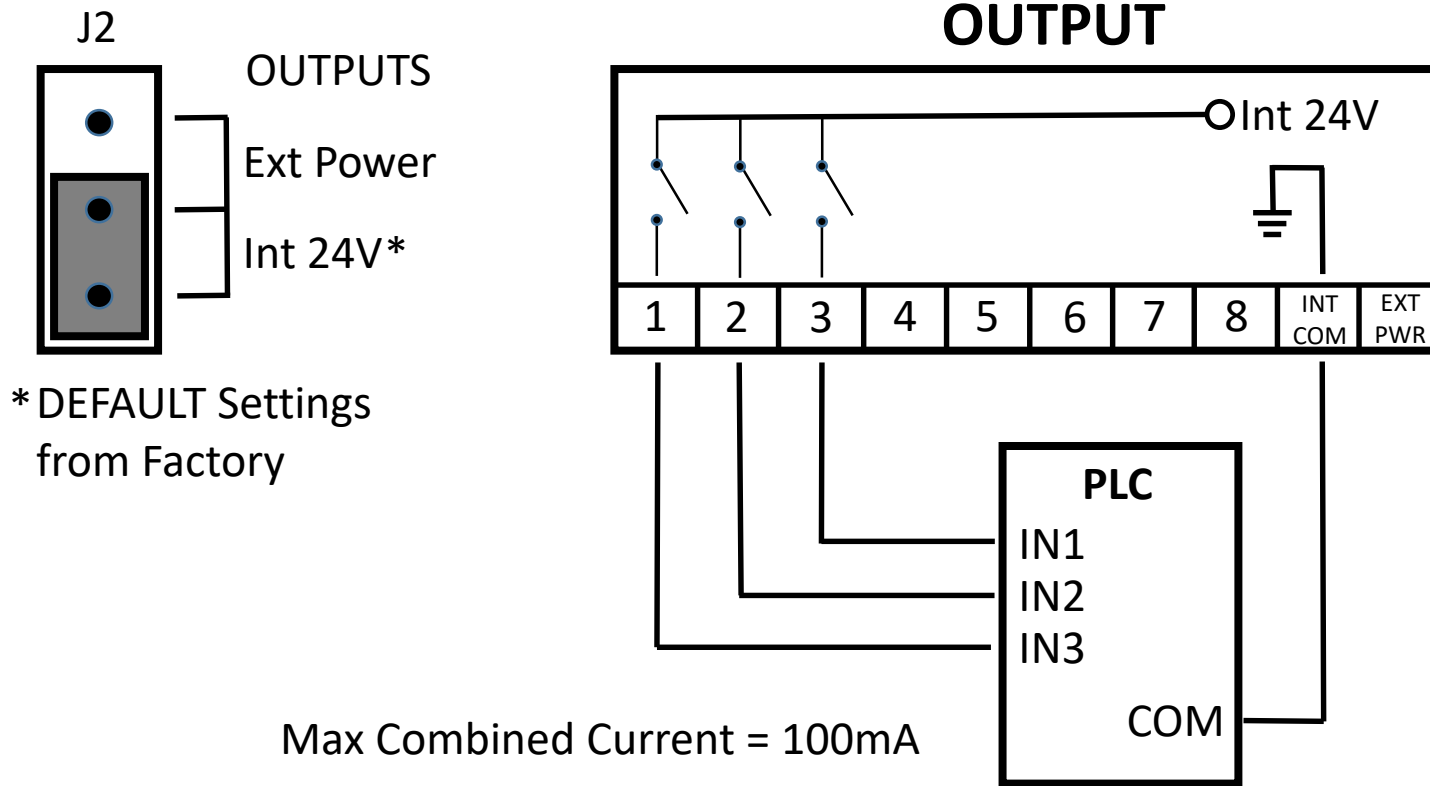 J2
OUTPUTS
Ext Power
Int 24V*
*DEFAULT Settings
from Factory
OUTPUT
Int 24V
1 2 3 4 5 6 7 8 INT COM EXT PWR
PLC
IN1
IN2
IN3
COM
Max Combined Current = 100mA